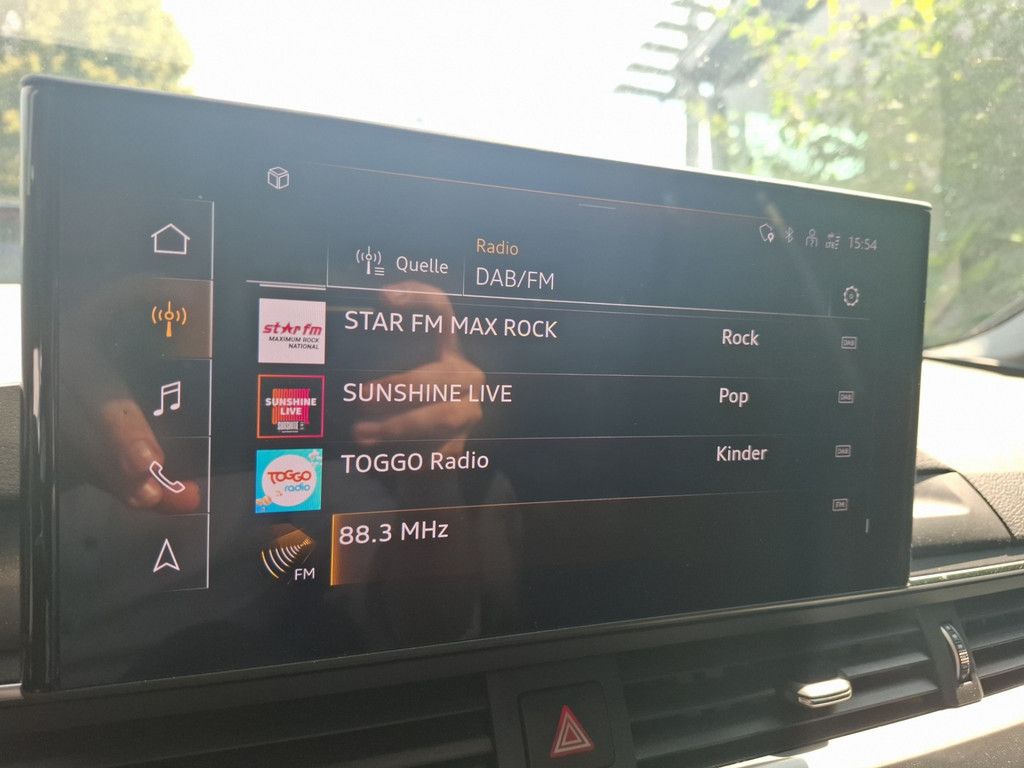 15:54
Quelle
Radio
DAB/FM
star fm
MAXIMUM ROCK
NATIONAL
STAR FM MAX ROCK
Rock
DAB
SUNSHINE
LIVE
SUNSHINE LIVE
Pop
DAB
TOGGO
radio
TOGGO Radio
Kinder
DAB
FM
88.3 MHz
FM